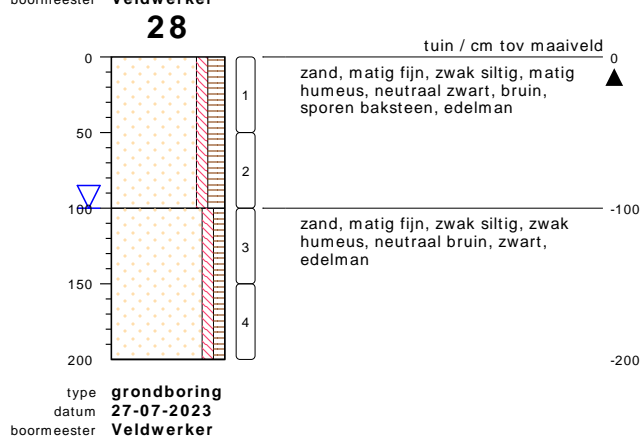 boormeester Veldwerker
28
tuin / cm tov maaiveld
0
0
zand, matig fijn, zwak siltig, matig
humeus, neutraal zwart, bruin,
sporen baksteen, edelman
1
50
2
100
-100
zand, matig fijn, zwak siltig, zwak
humeus, neutraal bruin, zwart,
edelman
3
150
4
200
-200
type grondboring
datum 27-07-2023
boormeester Veldwerker